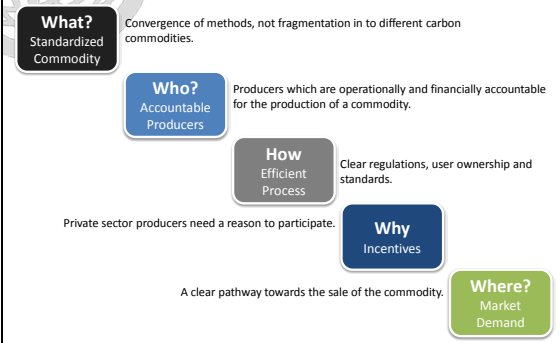 What?
Standardized
Commodity
Convergence of methods, not fragmentation in to different carbon
commodities.
Who?
Accountable
Producers
Producers which are operationally and financially accountable
for the production of a commodity.
How
Efficient
Process
Clear regulations, user ownership and
standards.
Private sector producers need a reason to participate.
Why
Incentives
A clear pathway towards the sale of the commodity.
Where?
Market
Demand